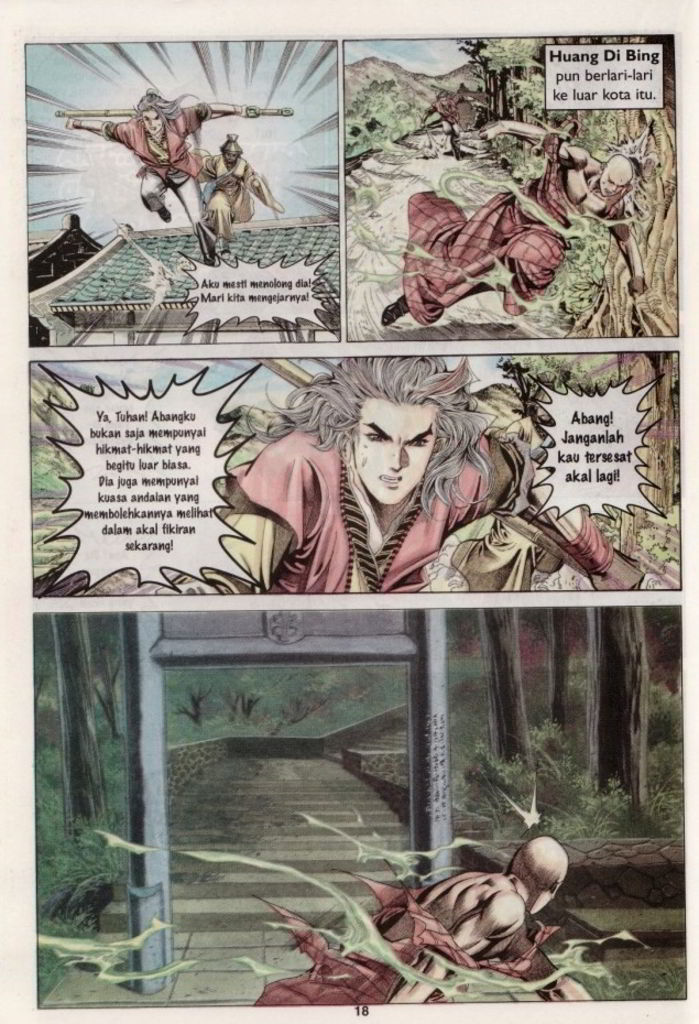 Aku mesti menolong dia!
Mari kita mengejarnya!
Huang Di Bing
pun berlari-lari
ke luar kota itu.
Ya, Tuhan! Abangku
bukan saja mempunyai
hikmat-hikmat yang
begitu luar biasa.
Dia juga mempunyai
kuasa andaian yang
membolehkannya melihat
dalam akal fikiran
sekarang!
Abang!
Janganlah
kau tersesat
akal lagi!
18